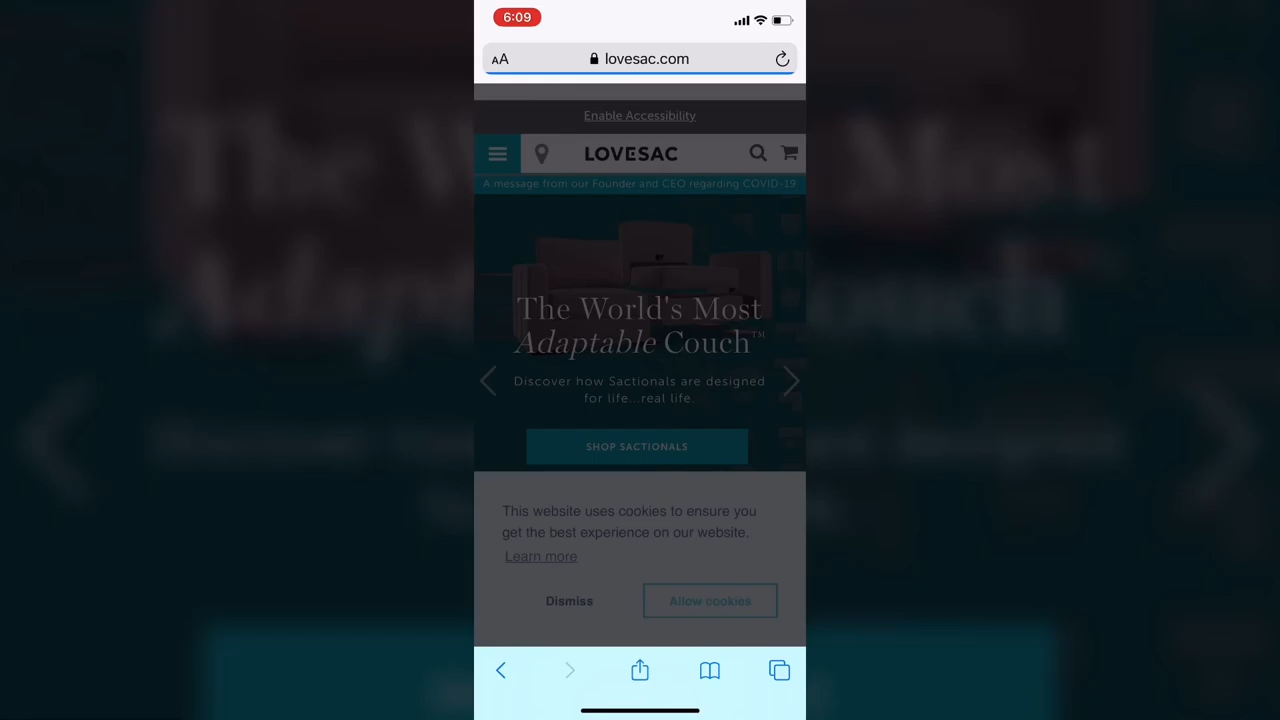 6:09
AA
lovesac.com
Enable Accessibility
LOVESAC
A message from our Founder and CEO regarding COVID-19
The World's Most
Adaptable Couch™
Discover how Sactionals are designed
for life...real life.
SHOP SACTIONALS
This website uses cookies to ensure you
get the best experience on our website.
Learn more
Dismiss
Allow cookies